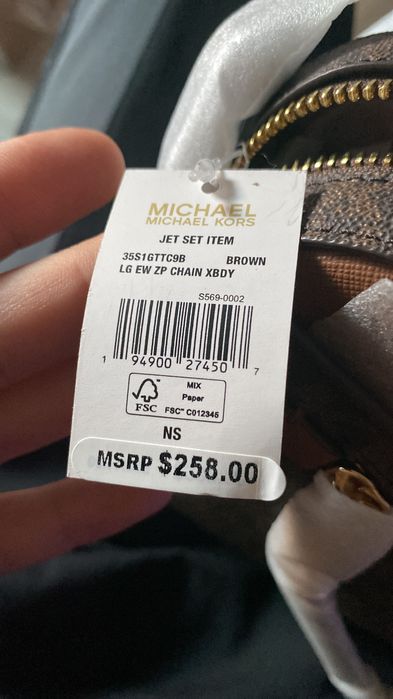 MICHAEL
MICHAEL KORS
JET SET ITEM
35S1GTTC9B BROWN
LG EW ZP CHAIN XBDY
S569-0002
1 94900 27450 7
MIX
Paper
FSC FSC™ C012345
NS
MSRP $258.00